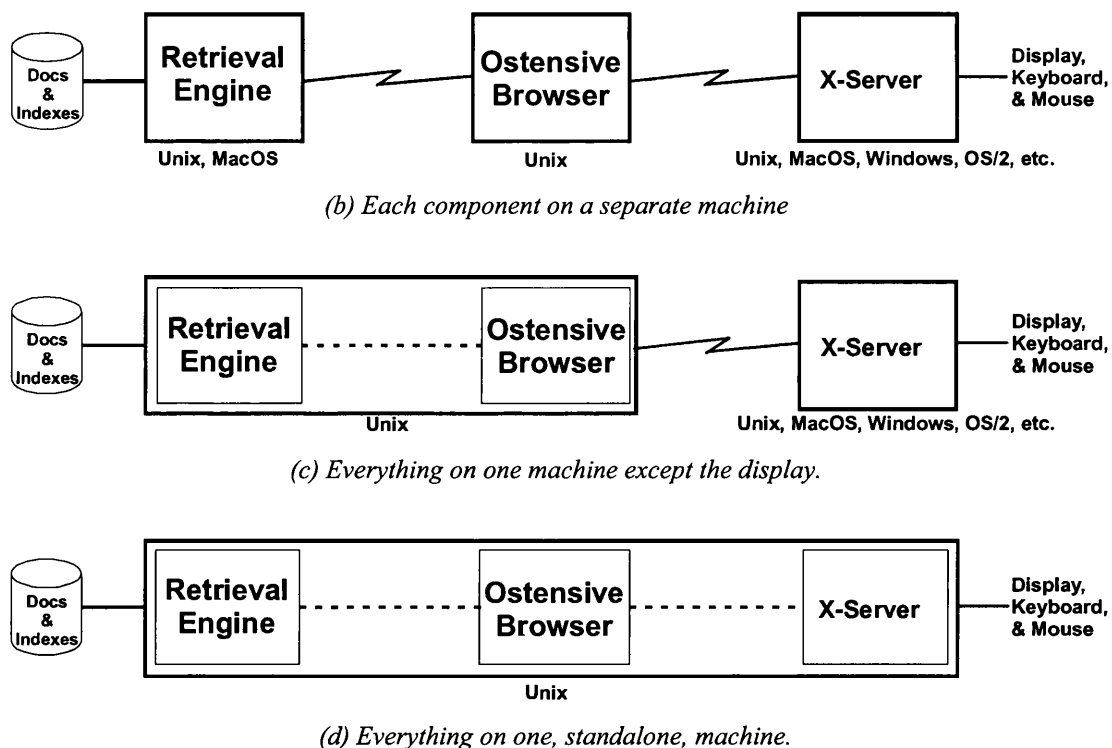 Docs
&
Indexes
Retrieval
Engine
Unix, MacOS
Ostensive
Browser
Unix
X-Server
Unix, MacOS, Windows, OS/2, etc.
Display,
Keyboard,
& Mouse
(b) Each component on a separate machine
Docs
&
Indexes
Retrieval
Engine
Ostensive
Browser
Unix
X-Server
Unix, MacOS, Windows, OS/2, etc.
Display,
Keyboard,
& Mouse
(c) Everything on one machine except the display.
Docs
&
Indexes
Retrieval
Engine
Ostensive
Browser
X-Server
Unix
Display,
Keyboard,
& Mouse
(d) Everything on one, standalone, machine.